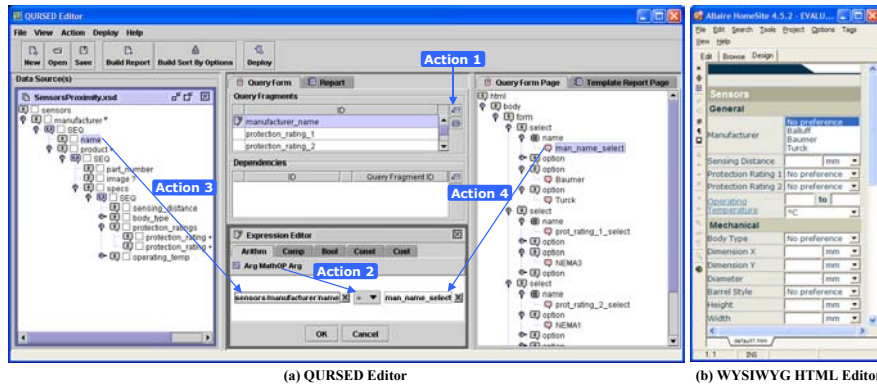 QURSED Editor
File View Action Deploy Help
New Open Save Build Report Build Sort By Options Deploy
Data Source(s)
SensorsProximity.xsd
sensors
manufacturer *
SEQ
name
product *
SEQ
part_number
image ?
specs
SEQ
sensing_distance
body_type
protection_ratings
protection_rating +
protection_rating +
operating_temp
Action 3
Query Form Report
Action 1
Query Fragments
ID
manufacturer_name
protection_rating_1
protection_rating_2
Dependencies
ID Query Fragment ID
Action 4
Expression Editor
Arithm Comp Bool Const Cust
Arg MathOP Arg
Action 2
sensors/manufacturer/name = man_name_select
OK Cancel
Query Form Page Template Report Page
html
body
form
select
name
man_name_select
option
option
Baumer
option
Turck
select
name
prot_rating_1_select
option
option
NEMA3
option
select
name
prot_rating_2_select
option
NEMA1
option
Allaire HomeSite 4.5.2 - EVALU...
File Edit Search Tools Project Options Tags
View Help
Edit Browse Design
Sensors
General
Manufacturer
No preference
Balluff
Baumer
Turck
Sensing Distance mm
Protection Rating 1 No preference
Protection Rating 2 No preference
Operating to
Temperature °C
Mechanical
Body Type No preference
Dimension X mm
Dimension Y mm
Diameter mm
Barrel Style No preference
Height mm
Width mm
default.htm
1:1 INS
(a) QURSED Editor
(b) WYSIWYG HTML Editor